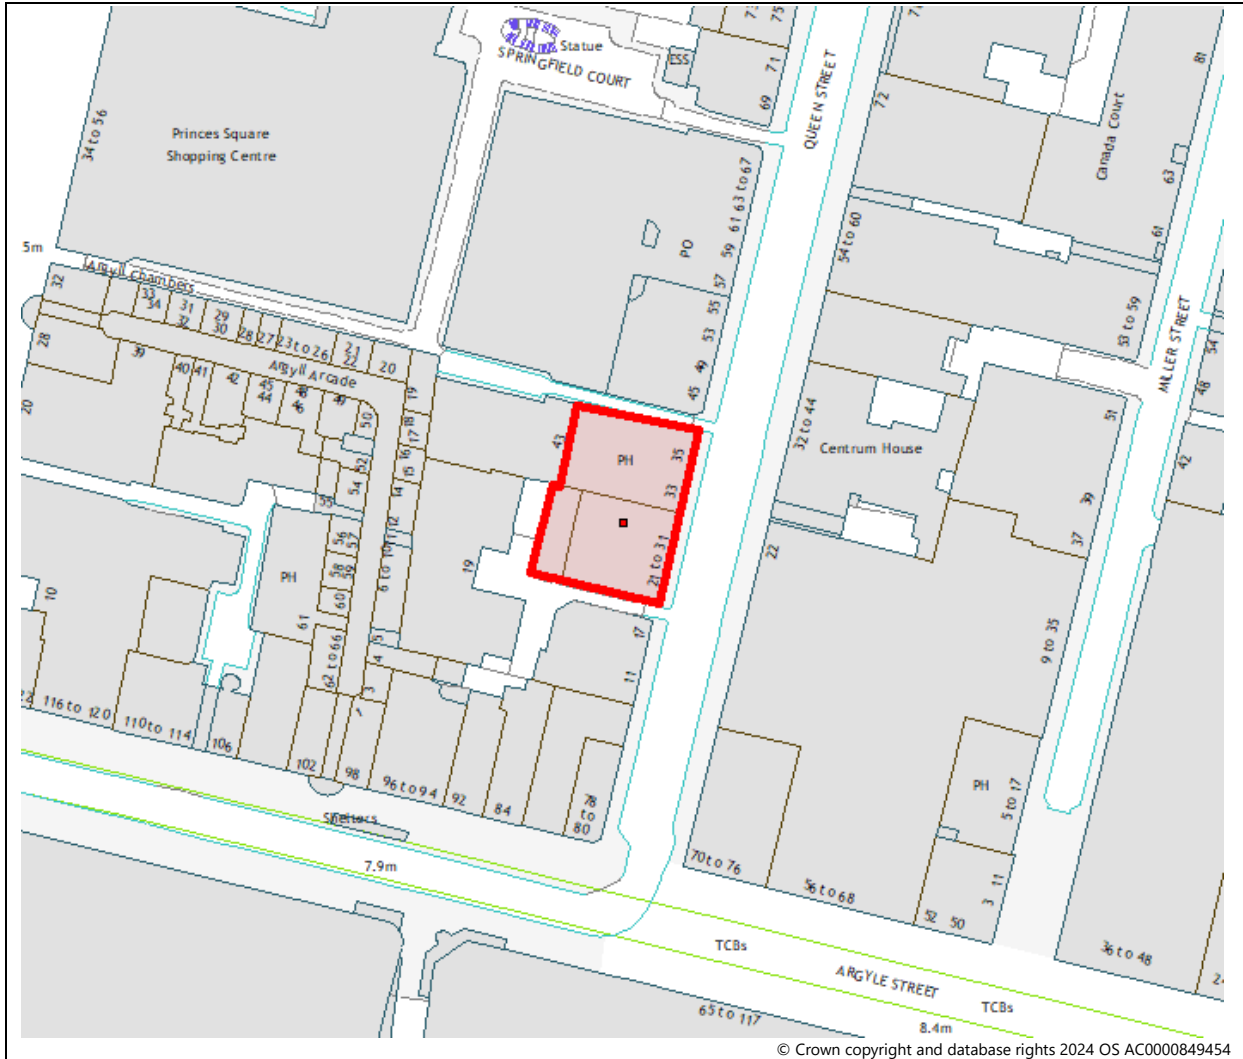 Statue
SPRINGFIELD COURT
ESS
73
75
71
69
QUEEN STREET
72
81
Canada Court
63
61
34 to 56
Princes Square
Shopping Centre
63 to 67
61
59
57
PO
55
53
49
45
54 to 60
53 to 59
MILLER STREET
54
48
42
5m
Argyll Chambers
32
33
34
31
32
29
30
28
27
23 to 26
21
22
20
19
18
17
16
15
14
12
11
6 to 10
5
4
3
1
28
20
39
40
41
42
45
44
48
46
49
50
52
54
55
56
57
58
59
60
61
62 to 66
Argyll Arcade
43
PH
35
33
21 to 31
19
17
11
32 to 44
Centrum House
51
39
37
22
9 to 35
PH
10
116 to 120
110 to 114
106
102
98
96 to 94
92
84
78
to
80
Shelters
7.9m
70 to 76
56 to 68
52
50
PH
5 to 17
11
3
36 to 48
24
TCBs
ARGYLE STREET
TCBs
65 to 117
8.4m
© Crown copyright and database rights 2024 OS AC0000849454